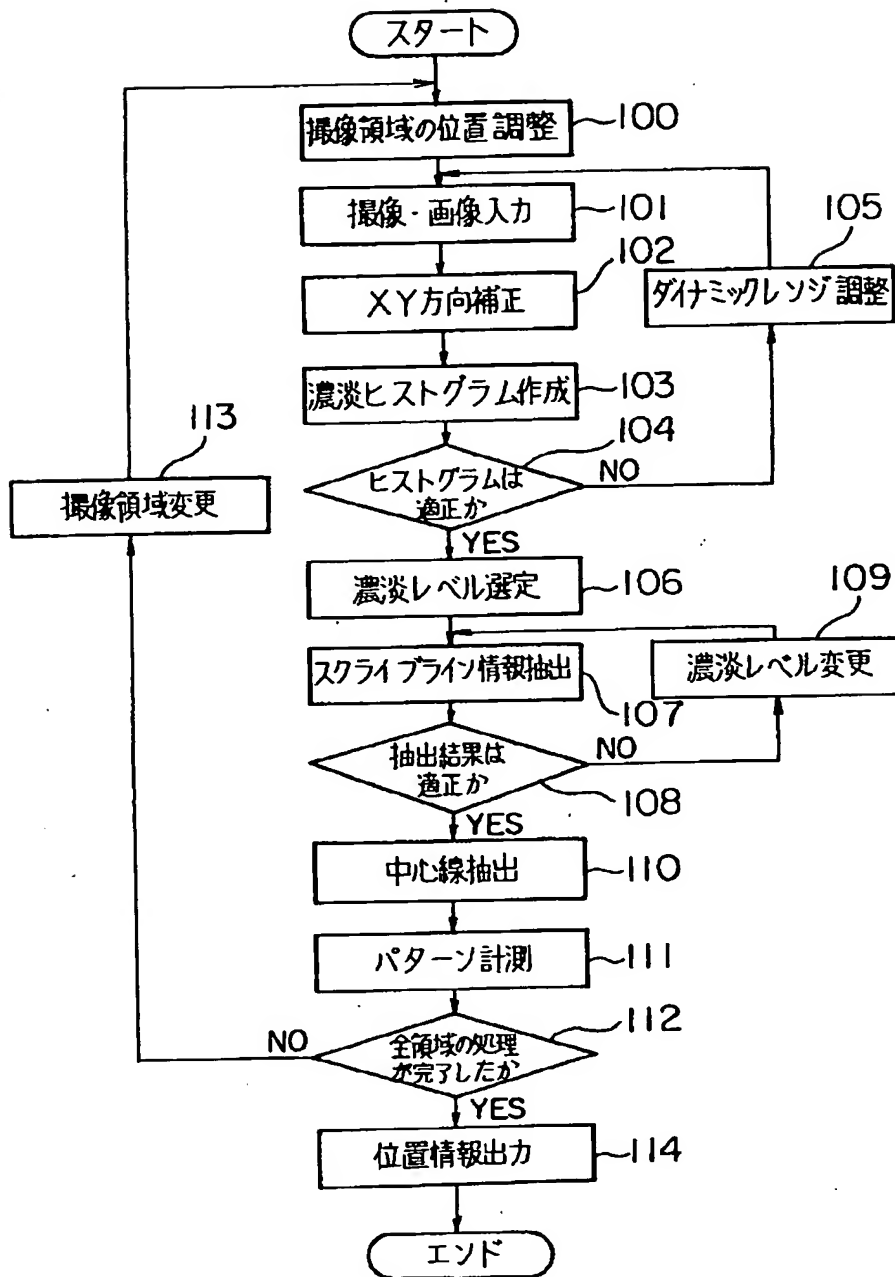 スタート
撮像領域の位置調整
100
撮像・画像入力
101
105
ダイナミックレンジ調整
102
XY方向補正
濃淡ヒストグラム作成
103
104
ヒストグラムは
適正か
NO
113
撮像領域変更
YES
濃淡レベル選定
106
109
濃淡レベル変更
スクライブライン情報抽出
107
抽出結果は
適正か
NO
108
YES
中心線抽出
110
パターン計測
111
112
全領域の処理
が完了したか
NO
YES
位置情報出力
114
エンド